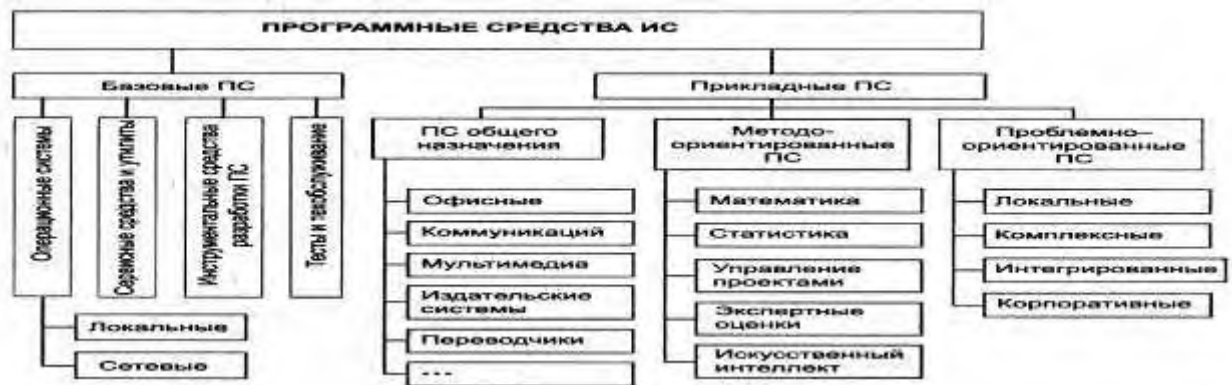 ПРОГРАММНЫЕ СРЕДСТВА ИС
Базовые ПС
Прикладные ПС
Операционные системы
Сервисные средства и утилиты
Инструментальные средства
разработки ПС
Тесты и техобслуживание
Локальные
Сетевые
ПС общего
назначения
Офисные
Коммуникаций
Мультимедиа
Издательские
системы
Переводчики
---
Методо-
ориентированные
ПС
Математика
Статистика
Управление
проектами
Экспертные
оценки
Искусственный
интеллект
Проблемно-
ориентированные
ПС
Локальные
Комплексные
Интегрированные
Корпоративные